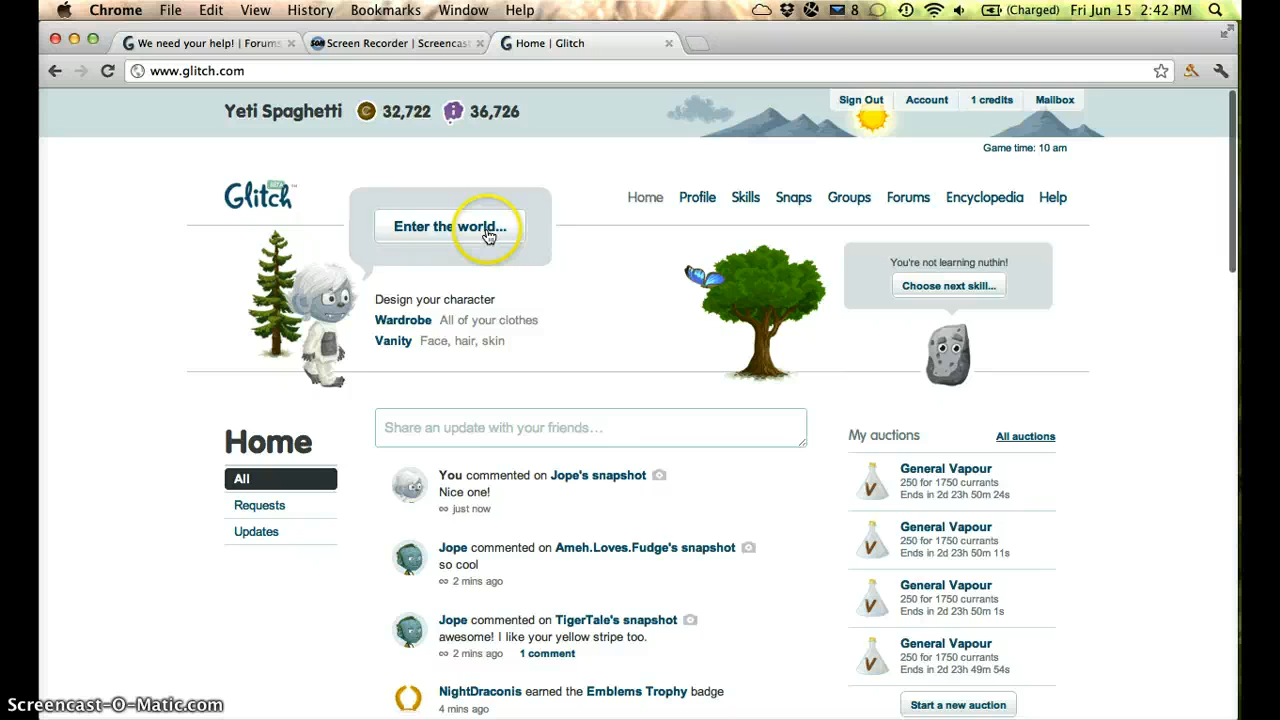 Chrome File Edit View History Bookmarks Window Help 8 (Charged) Fri Jun 15 2:42 PM
We need your help! | Forums Screen Recorder | Screencast Home | Glitch
www.glitch.com
Yeti Spaghetti 32,722 36,726
Sign Out Account 1 credits Mailbox
Game time: 10 am
Glitch BETA ™
Home Profile Skills Snaps Groups Forums Encyclopedia Help
Enter the world...
You're not learning nuthin!
Choose next skill...
Design your character
Wardrobe All of your clothes
Vanity Face, hair, skin
Home
All
Requests
Updates
Share an update with your friends...
You commented on Jope's snapshot
Nice one!
just now
Jope commented on Ameh.Loves.Fudge's snapshot
so cool
2 mins ago
Jope commented on TigerTale's snapshot
awesome! I like your yellow stripe too.
2 mins ago 1 comment
NightDraconis earned the Emblems Trophy badge
4 mins ago
My auctions All auctions
V
General Vapour
250 for 1750 currants
Ends in 2d 23h 50m 24s
V
General Vapour
250 for 1750 currants
Ends in 2d 23h 50m 11s
V
General Vapour
250 for 1750 currants
Ends in 2d 23h 50m 1s
V
General Vapour
250 for 1750 currants
Ends in 2d 23h 49m 54s
Start a new auction
Screencast-O-Matic.com